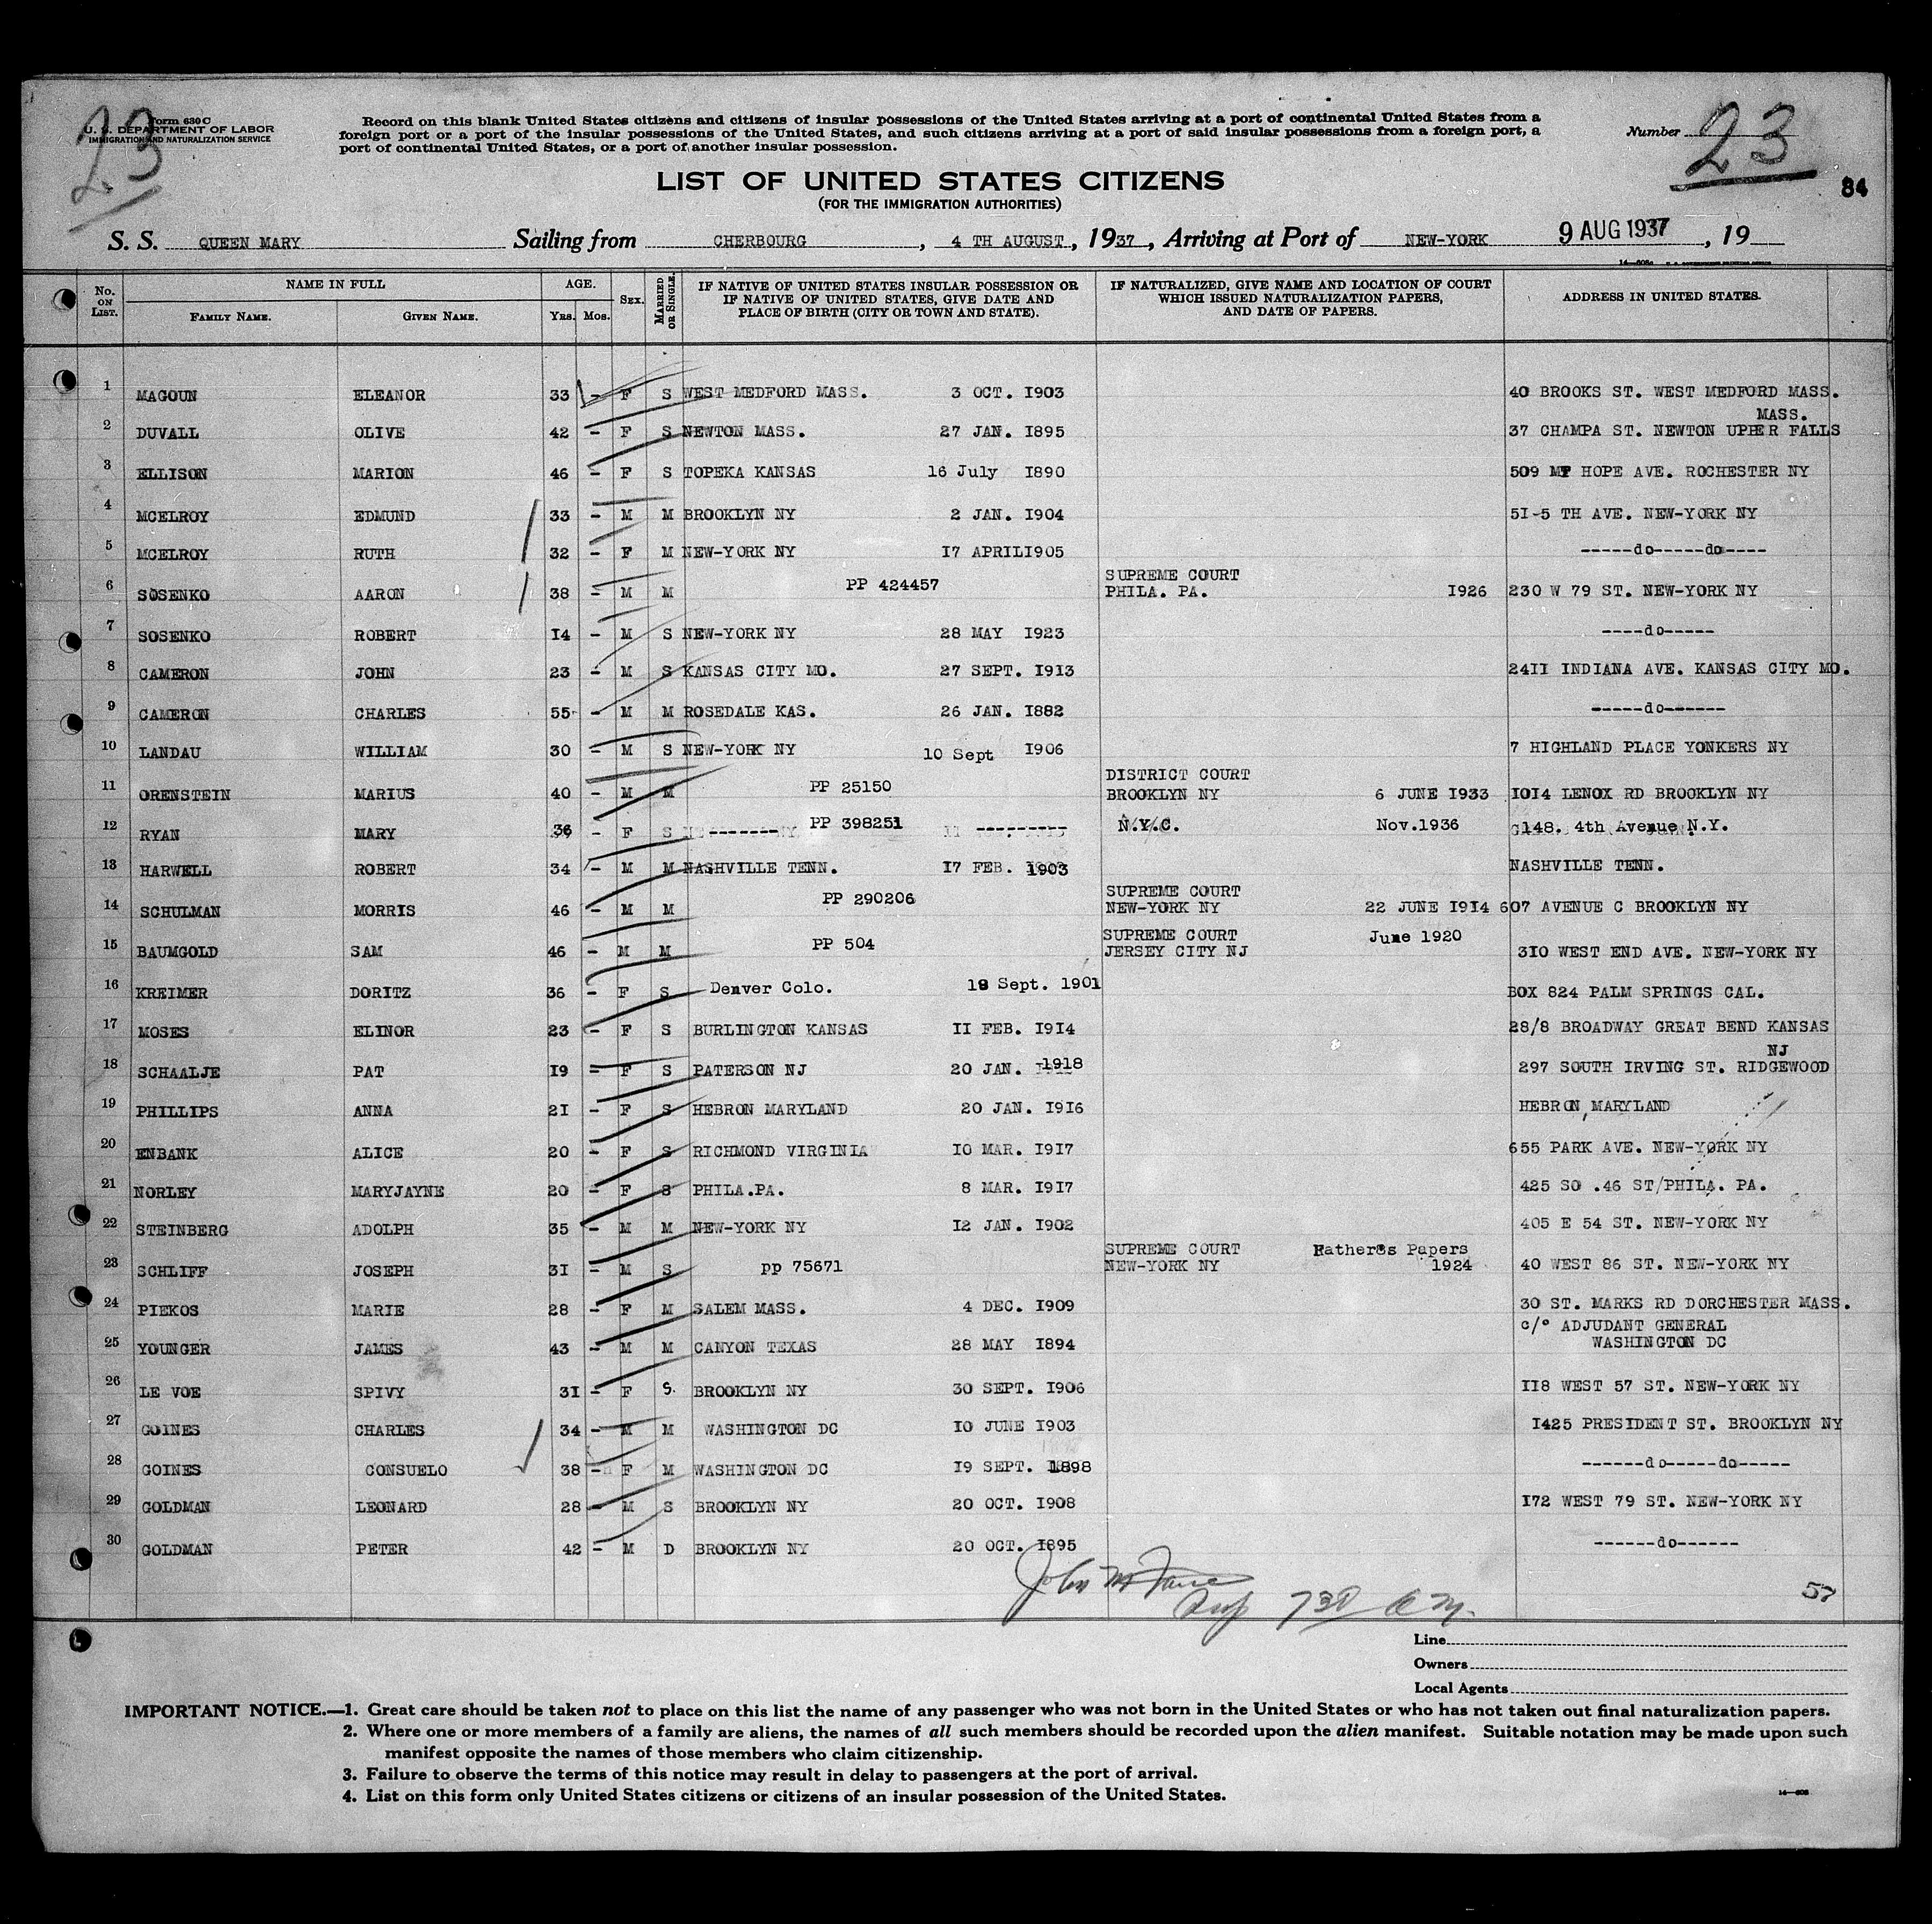 23
Form 630 C
U. S. DEPARTMENT OF LABOR
IMMIGRATION AND NATURALIZATION SERVICE
Record on this blank United States citizens and citizens of insular possessions of the United States arriving at a port of continental United States from a
foreign port or a port of the insular possessions of the United States, and such citizens arriving at a port of said insular possessions from a foreign port, a
port of continental United States, or a port of another insular possession.
Number 23
84
LIST OF UNITED STATES CITIZENS
(FOR THE IMMIGRATION AUTHORITIES)
S. S. QUEEN MARY Sailing from CHERBOURG, 4 TH AUGUST, 1937, Arriving at Port of NEW-YORK 9 AUG 1937, 19
No. ON LIST. NAME IN FULL FAMILY NAME. GIVEN NAME. AGE. YRS. MOS. SEX. MARRIED OR SINGLE. IF NATIVE OF UNITED STATES INSULAR POSSESSION OR IF NATIVE OF UNITED STATES, GIVE DATE AND PLACE OF BIRTH (CITY OR TOWN AND STATE). IF NATURALIZED, GIVE NAME AND LOCATION OF COURT WHICH ISSUED NATURALIZATION PAPERS, AND DATE OF PAPERS. ADDRESS IN UNITED STATES.
1 MAGOUN ELEANOR 33 - F S WEST MEDFORD MASS. 3 OCT. 1903 40 BROOKS ST. WEST MEDFORD MASS.
MASS.
2 DUVALL OLIVE 42 - F S NEWTON MASS. 27 JAN. 1895 37 CHAMPA ST. NEWTON UPPER FALLS
3 ELLISON MARION 46 - F S TOPEKA KANSAS 16 July 1890 509 MT HOPE AVE. ROCHESTER NY
4 MCELROY EDMUND 33 - M M BROOKLYN NY 2 JAN. 1904 51-5 TH AVE. NEW-YORK NY
5 MCELROY RUTH 32 - F M NEW-YORK NY 17 APRIL1905 -----do-----do----
SUPREME COURT
6 SOSENKO AARON 38 - M M PP 424457 PHILA. PA. 1926 230 W 79 ST. NEW-YORK NY
7 SOSENKO ROBERT 14 - M S NEW-YORK NY 28 MAY 1923 ----do-----
8 CAMERON JOHN 23 - M S KANSAS CITY MO. 27 SEPT. 1913 2411 INDIANA AVE. KANSAS CITY MO.
9 CAMERON CHARLES 55 - M M ROSEDALE KAS. 26 JAN. 1882 -----do-------
10 LANDAU WILLIAM 30 - M S NEW-YORK NY 10 Sept 1906 7 HIGHLAND PLACE YONKERS NY
DISTRICT COURT
11 ORENSTEIN MARIUS 40 - M M PP 25150 BROOKLYN NY 6 JUNE 1933 1014 LENOX RD BROOKLYN NY
12 RYAN MARY 36 - F S PP 398251 N.Y.C. Nov.1936 148. 4th Avenue N.Y.
13 HARWELL ROBERT 34 - M M NASHVILLE TENN. 17 FEB. 1903 NASHVILLE TENN.
SUPREME COURT
14 SCHULMAN MORRIS 46 - M M PP 290206 NEW-YORK NY 22 JUNE 1914 607 AVENUE C BROOKLYN NY
SUPREME COURT June 1920
15 BAUMGOLD SAM 46 - M M PP 504 JERSEY CITY NJ 310 WEST END AVE. NEW-YORK NY
16 KREIMER DORITZ 36 - F S Denver Colo. 18 Sept. 1901 BOX 824 PALM SPRINGS CAL.
17 MOSES ELINOR 23 - F S BURLINGTON KANSAS 11 FEB. 1914 28/8 BROADWAY GREAT BEND KANSAS
NJ
18 SCHAALJE PAT 19 - F S PATERSON NJ 20 JAN. 1918 297 SOUTH IRVING ST. RIDGEWOOD
19 PHILLIPS ANNA 21 - F S HEBRON MARYLAND 20 JAN. 1916 HEBRON, MARYLAND
20 ENBANK ALICE 20 - F S RICHMOND VIRGINIA 10 MAR. 1917 655 PARK AVE. NEW-YORK NY
21 NORLEY MARYJAYNE 20 - F S PHILA.PA. 8 MAR. 1917 425 SO .46 ST/PHILA. PA.
22 STEINBERG ADOLPH 35 - M M NEW-YORK NY 12 JAN. 1902 405 E 54 ST. NEW-YORK NY
SUPREME COURT Fathers Papers
23 SCHLIFF JOSEPH 31 - M S pp 75671 NEW-YORK NY 1924 40 WEST 86 ST. NEW-YORK NY
24 PIEKOS MARIE 28 - F M SALEM MASS. 4 DEC. 1909 30 ST. MARKS RD DORCHESTER MASS.
c/o ADJUDANT GENERAL
25 YOUNGER JAMES 43 - M M CANYON TEXAS 28 MAY 1894 WASHINGTON DC
26 LE VOE SPIVY 31 - F S. BROOKLYN NY 30 SEPT. 1906 118 WEST 57 ST. NEW-YORK NY
27 GOINES CHARLES 34 - M M WASHINGTON DC 10 JUNE 1903 1425 PRESIDENT ST. BROOKLYN NY
28 GOINES CONSUELO 38 - F M WASHINGTON DC 19 SEPT. 1898 ------do-----do------
29 GOLDMAN LEONARD 28 - M S BROOKLYN NY 20 OCT. 1908 172 WEST 79 ST. NEW-YORK NY
30 GOLDMAN PETER 42 - M D BROOKLYN NY 20 OCT. 1895 ------do------
John
57
Line
Owners
Local Agents
IMPORTANT NOTICE.—1. Great care should be taken not to place on this list the name of any passenger who was not born in the United States or who has not taken out final naturalization papers.
2. Where one or more members of a family are aliens, the names of all such members should be recorded upon the alien manifest. Suitable notation may be made upon such
manifest opposite the names of those members who claim citizenship.
3. Failure to observe the terms of this notice may result in delay to passengers at the port of arrival.
4. List on this form only United States citizens or citizens of an insular possession of the United States.